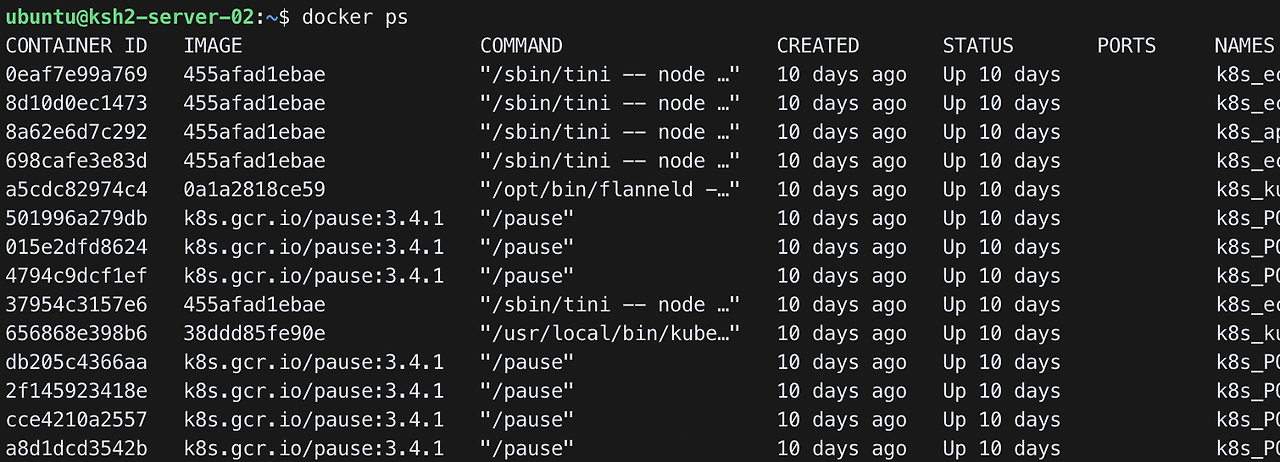 ubuntu@ksh2-server-02:~$ docker ps
CONTAINER ID   IMAGE                    COMMAND                  CREATED       STATUS       PORTS     NAMES
0eaf7e99a769   455afad1ebae             "/sbin/tini -- node …"   10 days ago   Up 10 days             k8s_ec
8d10d0ec1473   455afad1ebae             "/sbin/tini -- node …"   10 days ago   Up 10 days             k8s_ec
8a62e6d7c292   455afad1ebae             "/sbin/tini -- node …"   10 days ago   Up 10 days             k8s_ap
698cafe3e83d   455afad1ebae             "/sbin/tini -- node …"   10 days ago   Up 10 days             k8s_ec
a5cdc82974c4   0a1a2818ce59             "/opt/bin/flanneld -…"   10 days ago   Up 10 days             k8s_ku
501996a279db   k8s.gcr.io/pause:3.4.1   "/pause"                 10 days ago   Up 10 days             k8s_PO
015e2dfd8624   k8s.gcr.io/pause:3.4.1   "/pause"                 10 days ago   Up 10 days             k8s_PO
4794c9dcf1ef   k8s.gcr.io/pause:3.4.1   "/pause"                 10 days ago   Up 10 days             k8s_PO
37954c3157e6   455afad1ebae             "/sbin/tini -- node …"   10 days ago   Up 10 days             k8s_ec
656868e398b6   38ddd85fe90e             "/usr/local/bin/kube…"   10 days ago   Up 10 days             k8s_ku
db205c4366aa   k8s.gcr.io/pause:3.4.1   "/pause"                 10 days ago   Up 10 days             k8s_PO
2f145923418e   k8s.gcr.io/pause:3.4.1   "/pause"                 10 days ago   Up 10 days             k8s_PO
cce4210a2557   k8s.gcr.io/pause:3.4.1   "/pause"                 10 days ago   Up 10 days             k8s_PO
a8d1dcd3542b   k8s.gcr.io/pause:3.4.1   "/pause"                 10 days ago   Up 10 days             k8s_PO